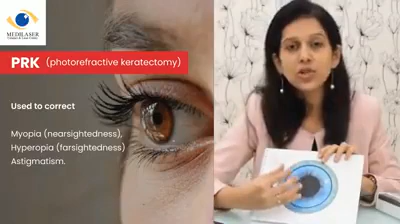 MEDILASER
PRK (photorefractive keratectomy)
Used to correct
Myopia (nearsightedness),
Hyperopia (farsightedness)
Astigmatism.